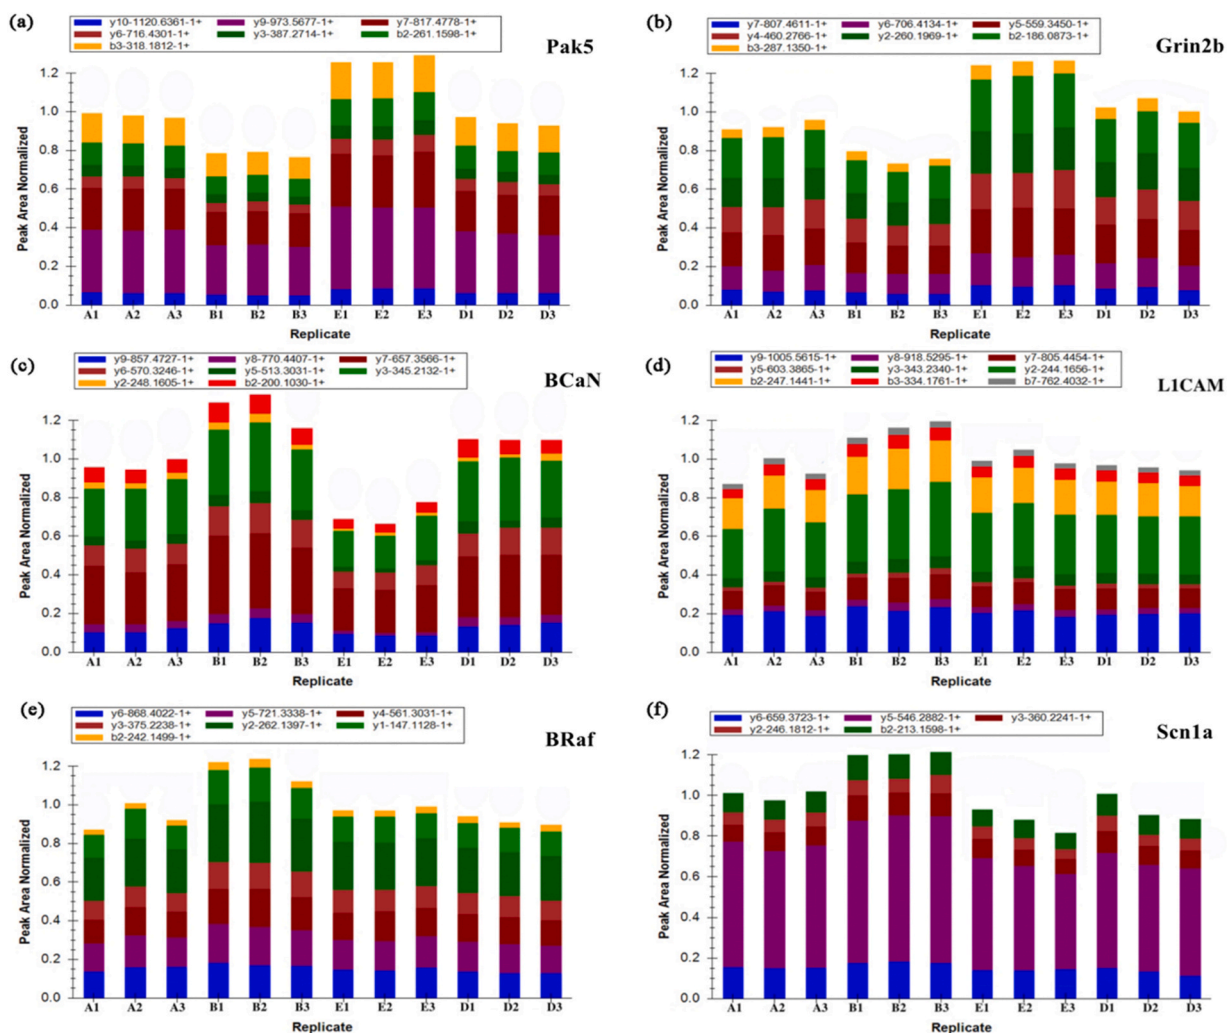 (a)
y10-1120.6361-1+ y9-973.5677-1+ y7-817.4778-1+
y6-716.4301-1+ y3-387.2714-1+ b2-261.1598-1+
b3-318.1812-1+
Pak5
Peak Area Normalized
1.2
1.0
0.8
0.6
0.4
0.2
0.0
A1 A2 A3 B1 B2 B3 E1 E2 E3 D1 D2 D3
Replicate
(b)
y7-807.4611-1+ y6-706.4134-1+ y5-559.3450-1+
y4-460.2766-1+ y2-260.1969-1+ b2-186.0873-1+
b3-287.1350-1+
Grin2b
Peak Area Normalized
1.2
1.0
0.8
0.6
0.4
0.2
0.0
A1 A2 A3 B1 B2 B3 E1 E2 E3 D1 D2 D3
Replicate
(c)
y9-857.4727-1+ y8-770.4407-1+ y7-657.3566-1+
y6-570.3246-1+ y5-513.3031-1+ y3-345.2132-1+
y2-248.1605-1+ b2-200.1030-1+
BCaN
Peak Area Normalized
1.2
1.0
0.8
0.6
0.4
0.2
0.0
A1 A2 A3 B1 B2 B3 E1 E2 E3 D1 D2 D3
Replicate
(d)
y9-1005.5615-1+ y8-918.5295-1+ y7-805.4454-1+
y5-603.3865-1+ y3-343.2340-1+ y2-244.1656-1+
b2-247.1441-1+ b3-334.1761-1+ b7-762.4032-1+
L1CAM
Peak Area Normalized
1.2
1.0
0.8
0.6
0.4
0.2
0.0
A1 A2 A3 B1 B2 B3 E1 E2 E3 D1 D2 D3
Replicate
(e)
y6-868.4022-1+ y5-721.3338-1+ y4-561.3031-1+
y3-375.2238-1+ y2-262.1397-1+ y1-147.1128-1+
b2-242.1499-1+
BRaf
Peak Area Normalized
1.2
1.0
0.8
0.6
0.4
0.2
0.0
A1 A2 A3 B1 B2 B3 E1 E2 E3 D1 D2 D3
Replicate
(f)
y6-659.3723-1+ y5-546.2882-1+ y3-360.2241-1+
y2-246.1812-1+ b2-213.1598-1+
Scn1a
Peak Area Normalized
1.2
1.0
0.8
0.6
0.4
0.2
0.0
A1 A2 A3 B1 B2 B3 E1 E2 E3 D1 D2 D3
Replicate